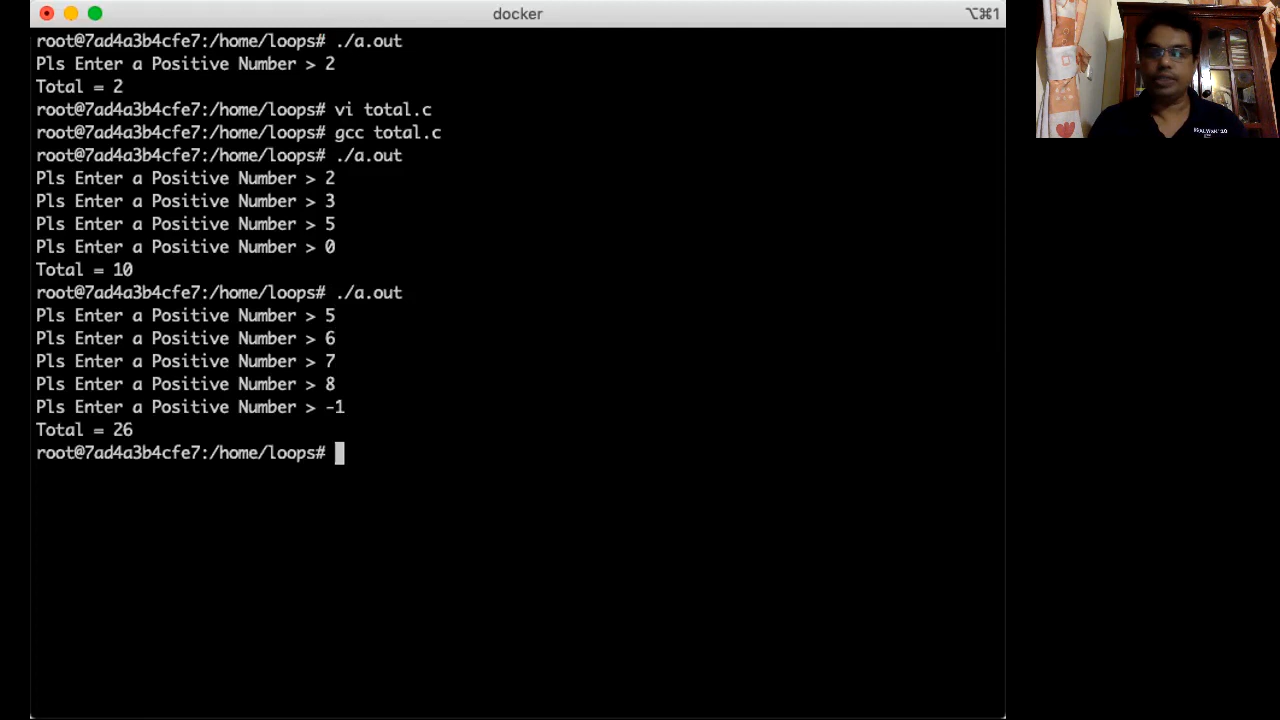 docker
⌥⌘1
root@7ad4a3b4cfe7:/home/loops# ./a.out
Pls Enter a Positive Number > 2
Total = 2
root@7ad4a3b4cfe7:/home/loops# vi total.c
root@7ad4a3b4cfe7:/home/loops# gcc total.c
root@7ad4a3b4cfe7:/home/loops# ./a.out
Pls Enter a Positive Number > 2
Pls Enter a Positive Number > 3
Pls Enter a Positive Number > 5
Pls Enter a Positive Number > 0
Total = 10
root@7ad4a3b4cfe7:/home/loops# ./a.out
Pls Enter a Positive Number > 5
Pls Enter a Positive Number > 6
Pls Enter a Positive Number > 7
Pls Enter a Positive Number > 8
Pls Enter a Positive Number > -1
Total = 26
root@7ad4a3b4cfe7:/home/loops#